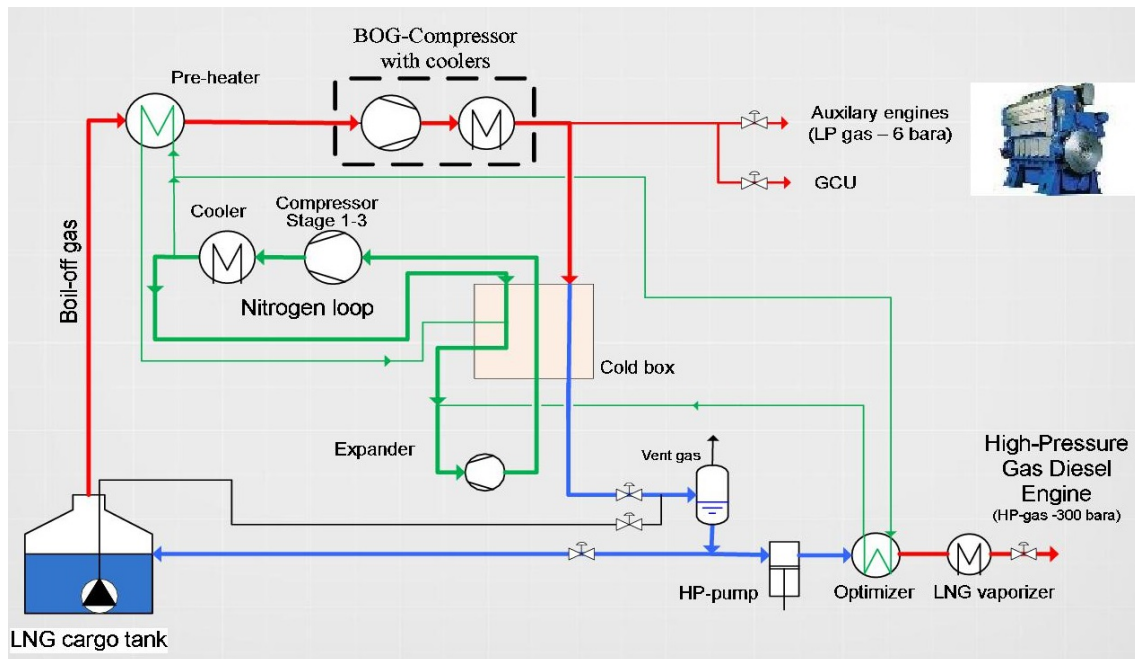 BOG-Compressor
with coolers
Pre-heater
Auxilary engines
(LP gas – 6 bara)
GCU
Boil-off gas
Cooler
Compressor
Stage 1-3
Nitrogen loop
Cold box
Expander
Vent gas
High-Pressure
Gas Diesel
Engine
(HP-gas -300 bara)
HP-pump
Optimizer
LNG vaporizer
LNG cargo tank